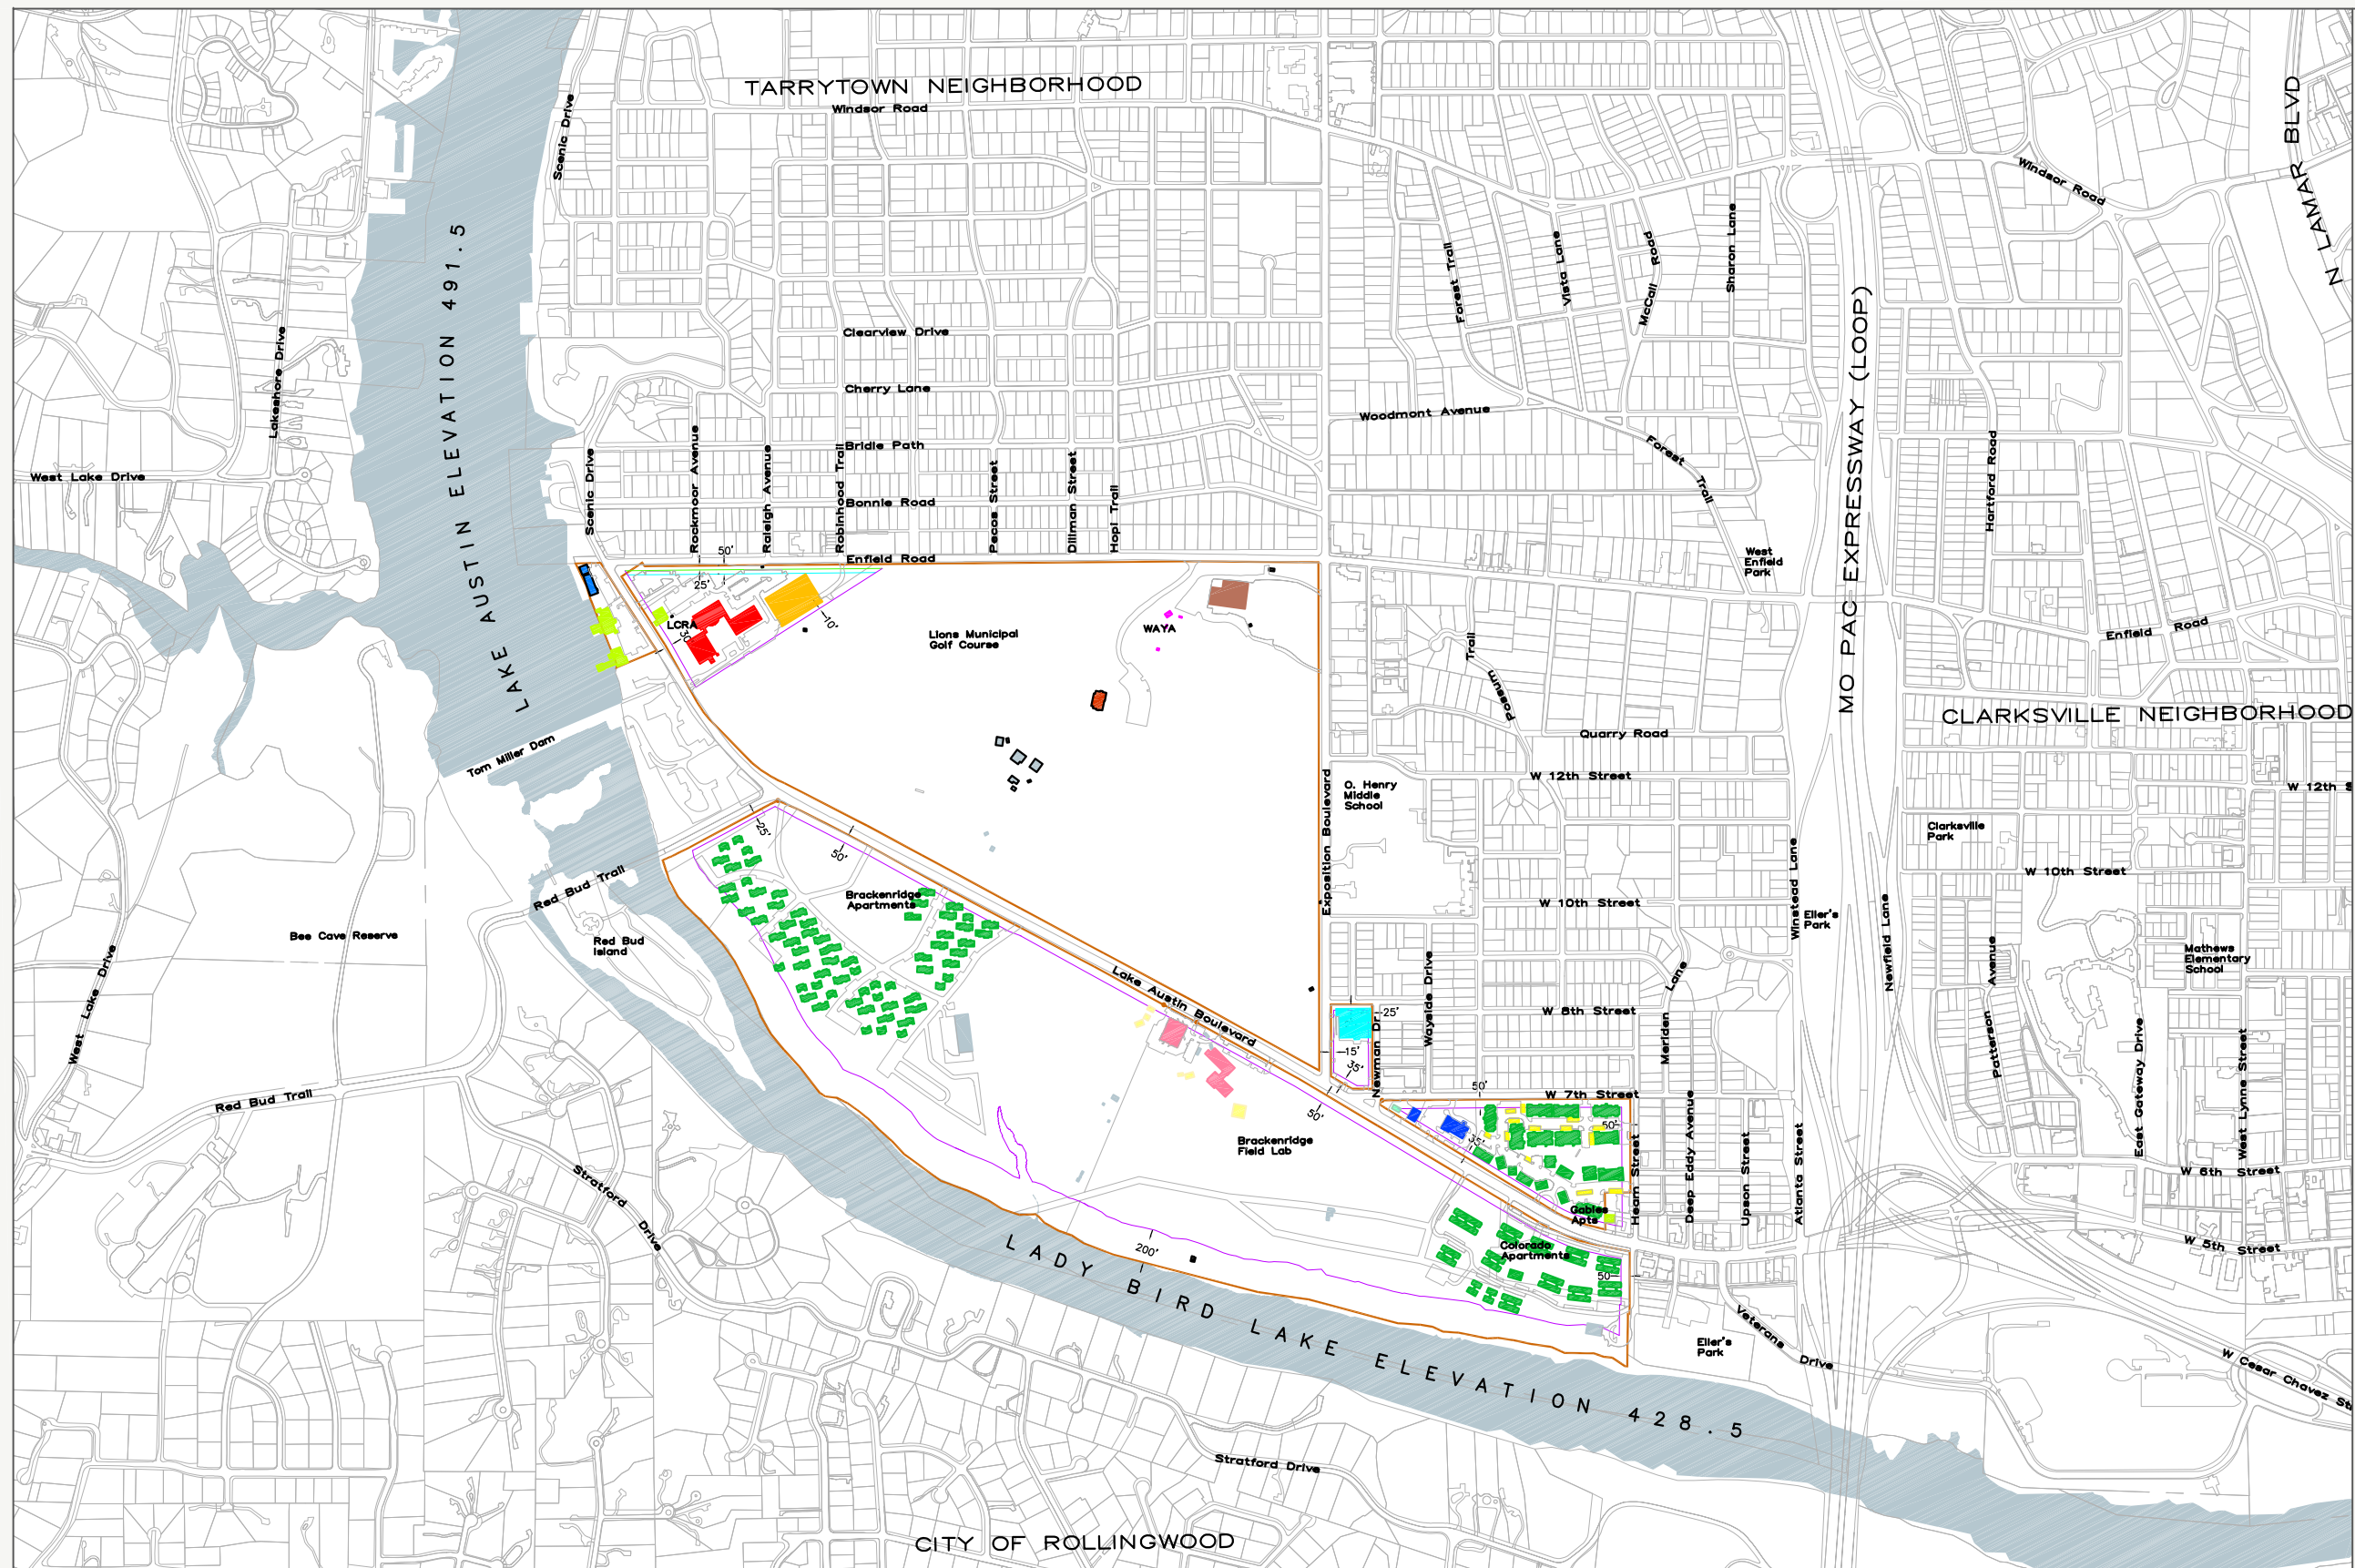 TARRYTOWN NEIGHBORHOOD
Windsor Road
Scenic Drive
N LAMAR BLVD
Windsor Road
LAKE AUSTIN ELEVATION 491.5
Lakeshore Drive
Forest Trail
Vista Lane
McCall Road
Sharon Lane
MO PAC EXPRESSWAY (LOOP)
Clearview Drive
Cherry Lane
Woodmont Avenue
Bridle Path
Forest Trail
Hartford Road
West Lake Drive
Scenic Drive
Rockmoor Avenue
Raleigh Avenue
Robinhood Trail
Bonnie Road
Pecos Street
Dillman Street
Hopi Trail
Enfield Road
50'
25'
West
Enfield
Park
LCRA
30'
10'
Lions Municipal
Golf Course
WAYA
Enfield Road
Possum Trail
CLARKSVILLE NEIGHBORHOOD
Quarry Road
Tom Miller Dam
W 12th Street
W 12th S
O. Henry
Middle
School
Exposition Boulevard
25'
50'
Clarksville
Park
Winstead Lane
W 10th Street
Red Bud Trail
Brackenridge
Apartments
W 10th Street
Eller's
Park
Newfield Lane
Bee Cave Reserve
Red Bud
Island
West Lake Drive
Mathews
Elementary
School
Patterson Avenue
Lake Austin Boulevard
Wayside Drive
Meriden Lane
W 8th Street
25'
15'
35'
Newman Dr.
East Gateway Drive
West Lynne Street
Red Bud Trail
W 7th Street
50'
50'
35'
50'
Brackenridge
Field Lab
Hearn Street
Deep Eddy Avenue
Upson Street
Atlanta Street
W 6th Street
Stratford Drive
Gables
Apts
Colorado
Apartments
W 5th Street
200'
50
LADY BIRD LAKE ELEVATION 428.5
Eller's
Park
Veterans Drive
W Cesar Chavez St
Stratford Drive
CITY OF ROLLINGWOOD